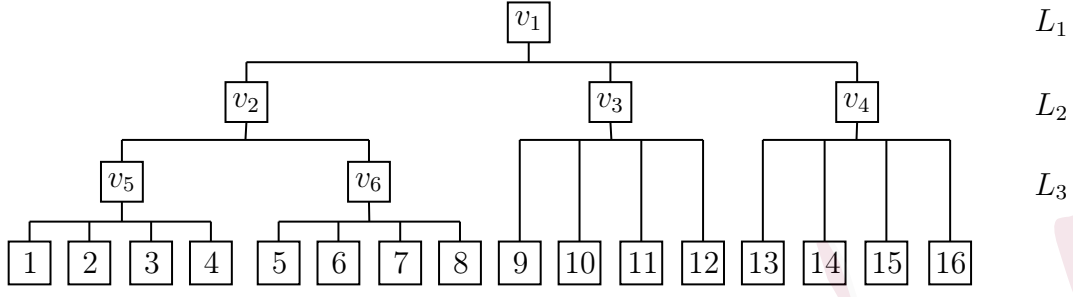 v₁ L₁
v₂ v₃ v₄ L₂
v₅ v₆ L₃
1 2 3 4 5 6 7 8 9 10 11 12 13 14 15 16